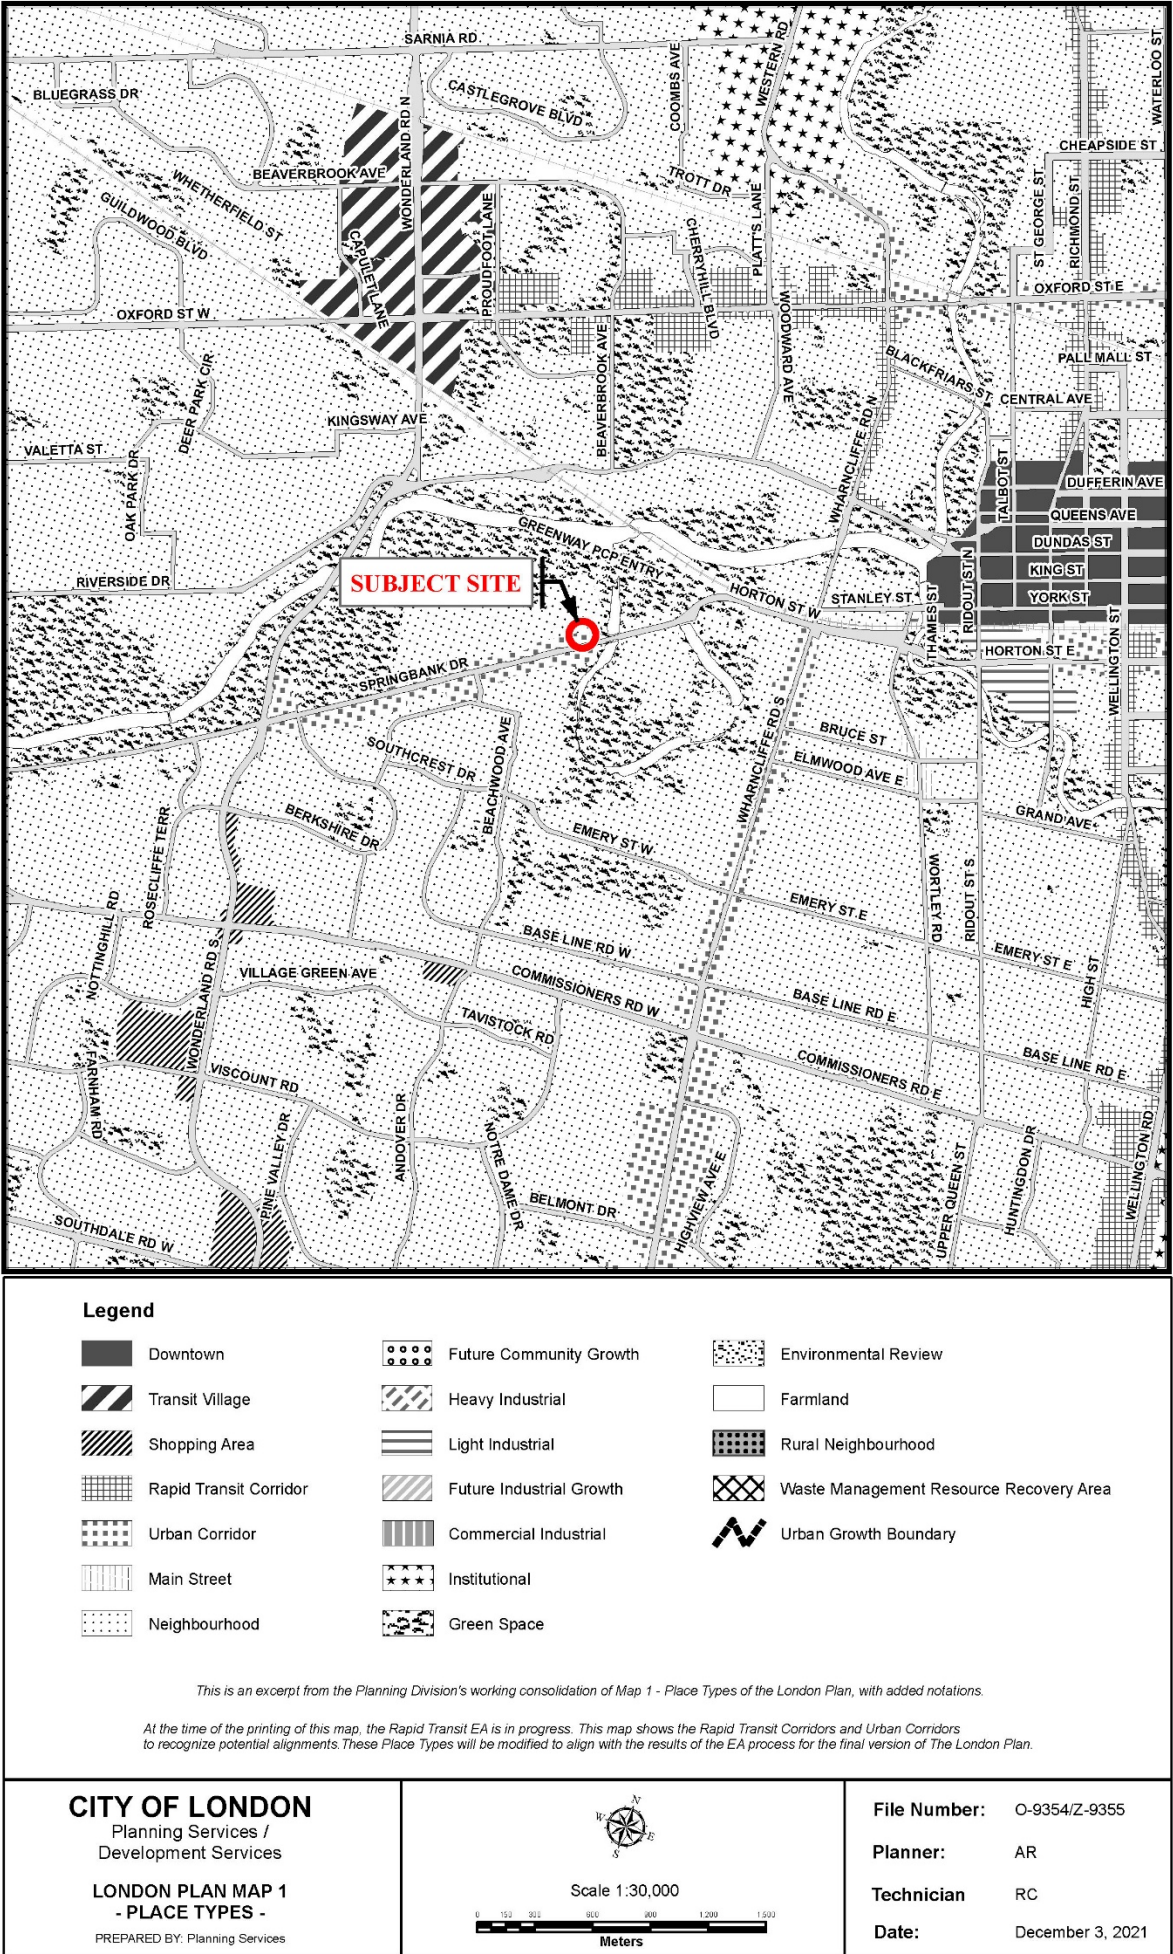 SARNIA RD
BLUEGRASS DR
CASTLEGROVE BLVD
COOMBS AVE
WESTERN RD
WATERLOO ST
WONDERLAND RD N
CHEAPSIDE ST
BEAVERBROOK AVE
WHETHERFIELD ST
GUILDWOOD BLVD
TROTT DR
PLATT'S LANE
ST GEORGE ST
RICHMOND ST
CAPULET LANE
PROUDFOOT LANE
CHERRYHILL BLVD
OXFORD ST W
OXFORD ST E
WOODWARD AVE
BEAVERBROOK AVE
BLACKFRIARS ST
PALL MALL ST
DEER PARK CIR
CENTRAL AVE
KINGSWAY AVE
VALETTA ST
OAK PARK DR
WHARNCLIFFE RD N
TALBOT ST
DUFFERIN AVE
QUEENS AVE
GREENWAY PCP ENTRY
DUNDAS ST
RIVERSIDE DR
SUBJECT SITE
KING ST
HORTON ST W
STANLEY ST
YORK ST
THAMES ST
RIDOUT ST N
WELLINGTON ST
HORTON ST E
SPRINGBANK DR
BRUCE ST
SOUTHCREST DR
BEACHWOOD AVE
WHARNCLIFFE RD S
ELMWOOD AVE E
BERKSHIRE DR
GRAND AVE
ROSECLIFFE TERR
EMERY ST W
WORTLEY RD
RIDOUT ST S
NOTTINGHILL RD
EMERY ST E
WONDERLAND RD S
BASE LINE RD W
EMERY ST E
HIGH ST
VILLAGE GREEN AVE
COMMISSIONERS RD W
BASE LINE RD E
TAVISTOCK RD
FARNHAM RD
VISCOUNT RD
COMMISSIONERS RD E
BASE LINE RD E
PINE VALLEY DR
ANDOVER DR
NOTRE DAME DR
HIGHVIEW AVE E
UPPER QUEEN ST
HUNTINGDON DR
WELLINGTON RD
BELMONT DR
SOUTHDALE RD W
Legend
Downtown
Transit Village
Shopping Area
Rapid Transit Corridor
Urban Corridor
Main Street
Neighbourhood
Future Community Growth
Heavy Industrial
Light Industrial
Future Industrial Growth
Commercial Industrial
Institutional
Green Space
Environmental Review
Farmland
Rural Neighbourhood
Waste Management Resource Recovery Area
Urban Growth Boundary
This is an excerpt from the Planning Division's working consolidation of Map 1 - Place Types of the London Plan, with added notations.
At the time of the printing of this map, the Rapid Transit EA is in progress. This map shows the Rapid Transit Corridors and Urban Corridors
to recognize potential alignments.These Place Types will be modified to align with the results of the EA process for the final version of The London Plan.
CITY OF LONDON
Planning Services /
Development Services
LONDON PLAN MAP 1
- PLACE TYPES -
PREPARED BY: Planning Services
N
W
E
S
Scale 1:30,000
0 150 300 600 900 1,200 1,500
Meters
File Number: O-9354/Z-9355
Planner: AR
Technician RC
Date: December 3, 2021